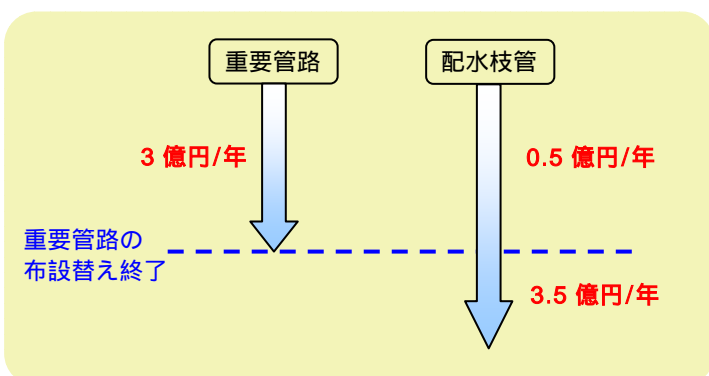 重要管路
配水枝管
3 億円/年
0.5 億円/年
重要管路の
布設替え終了
3.5 億円/年